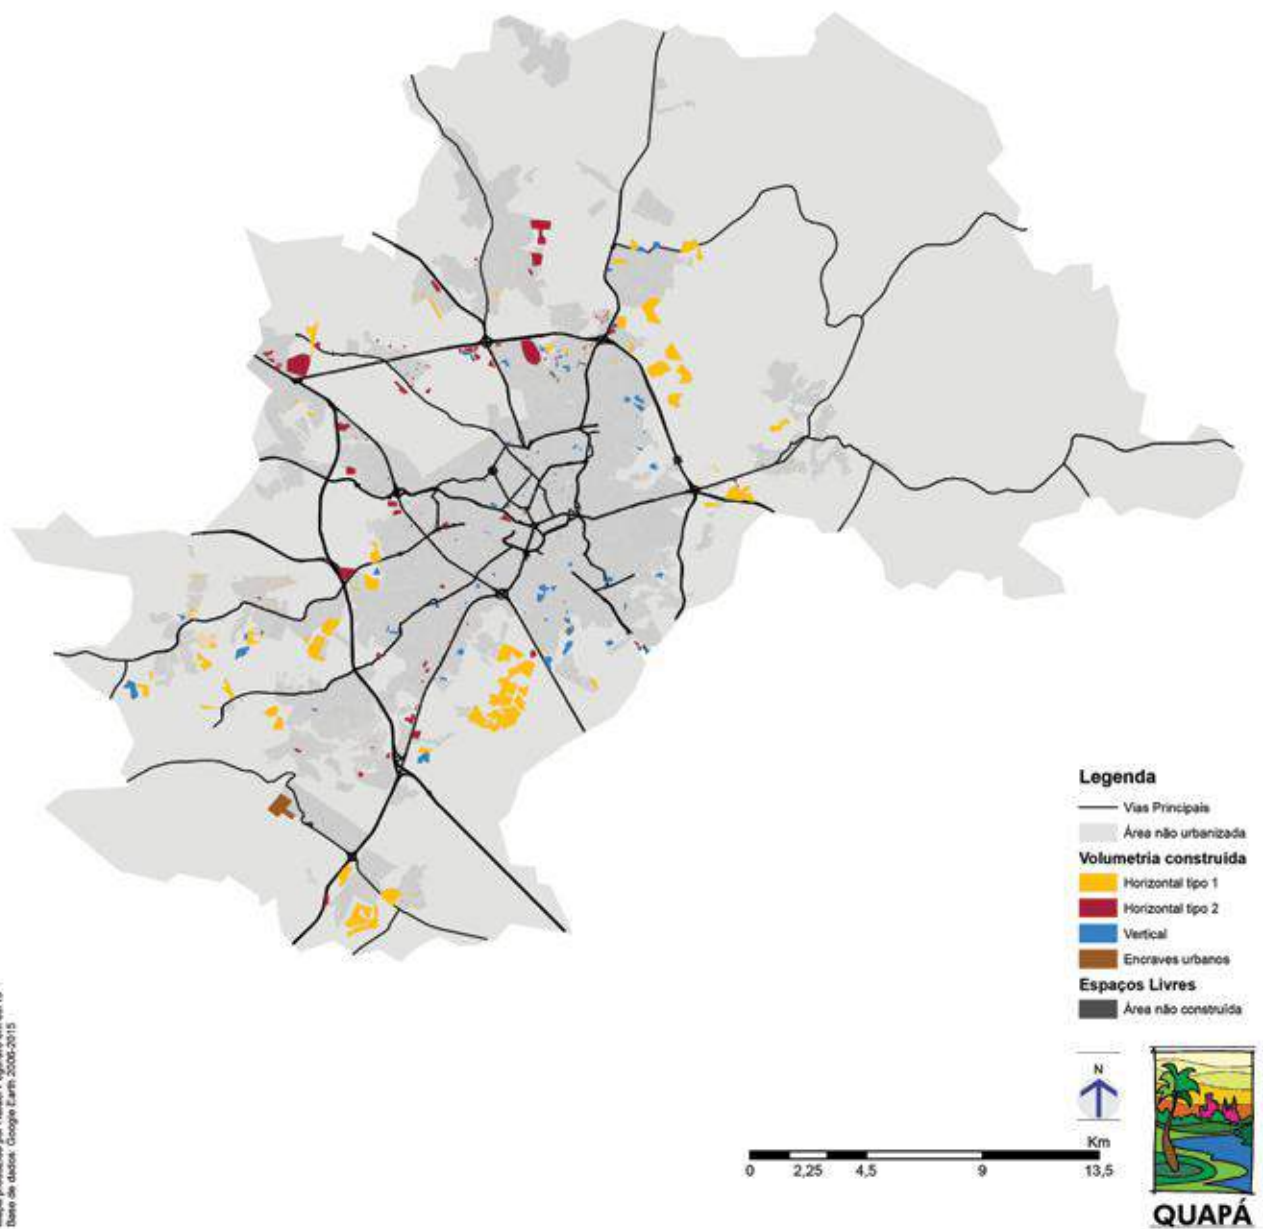 Legenda
Vias Principais
Área não urbanizada
Volumetria construída
Horizontal tipo 1
Horizontal tipo 2
Vertical
Encraves urbanos
Espaços Livres
Área não construída
N
Km
0 2,25 4,5 9 13,5
QUAPÁ
Base de dados: Google Earth 2006-2015